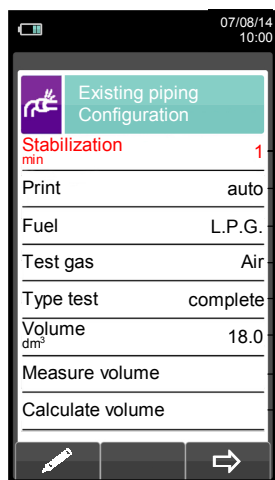 07/08/14
10:00
Existing piping
Configuration
Stabilization 1
min
Print auto
Fuel L.P.G.
Test gas Air
Type test complete
Volume 18.0
dm³
Measure volume
Calculate volume